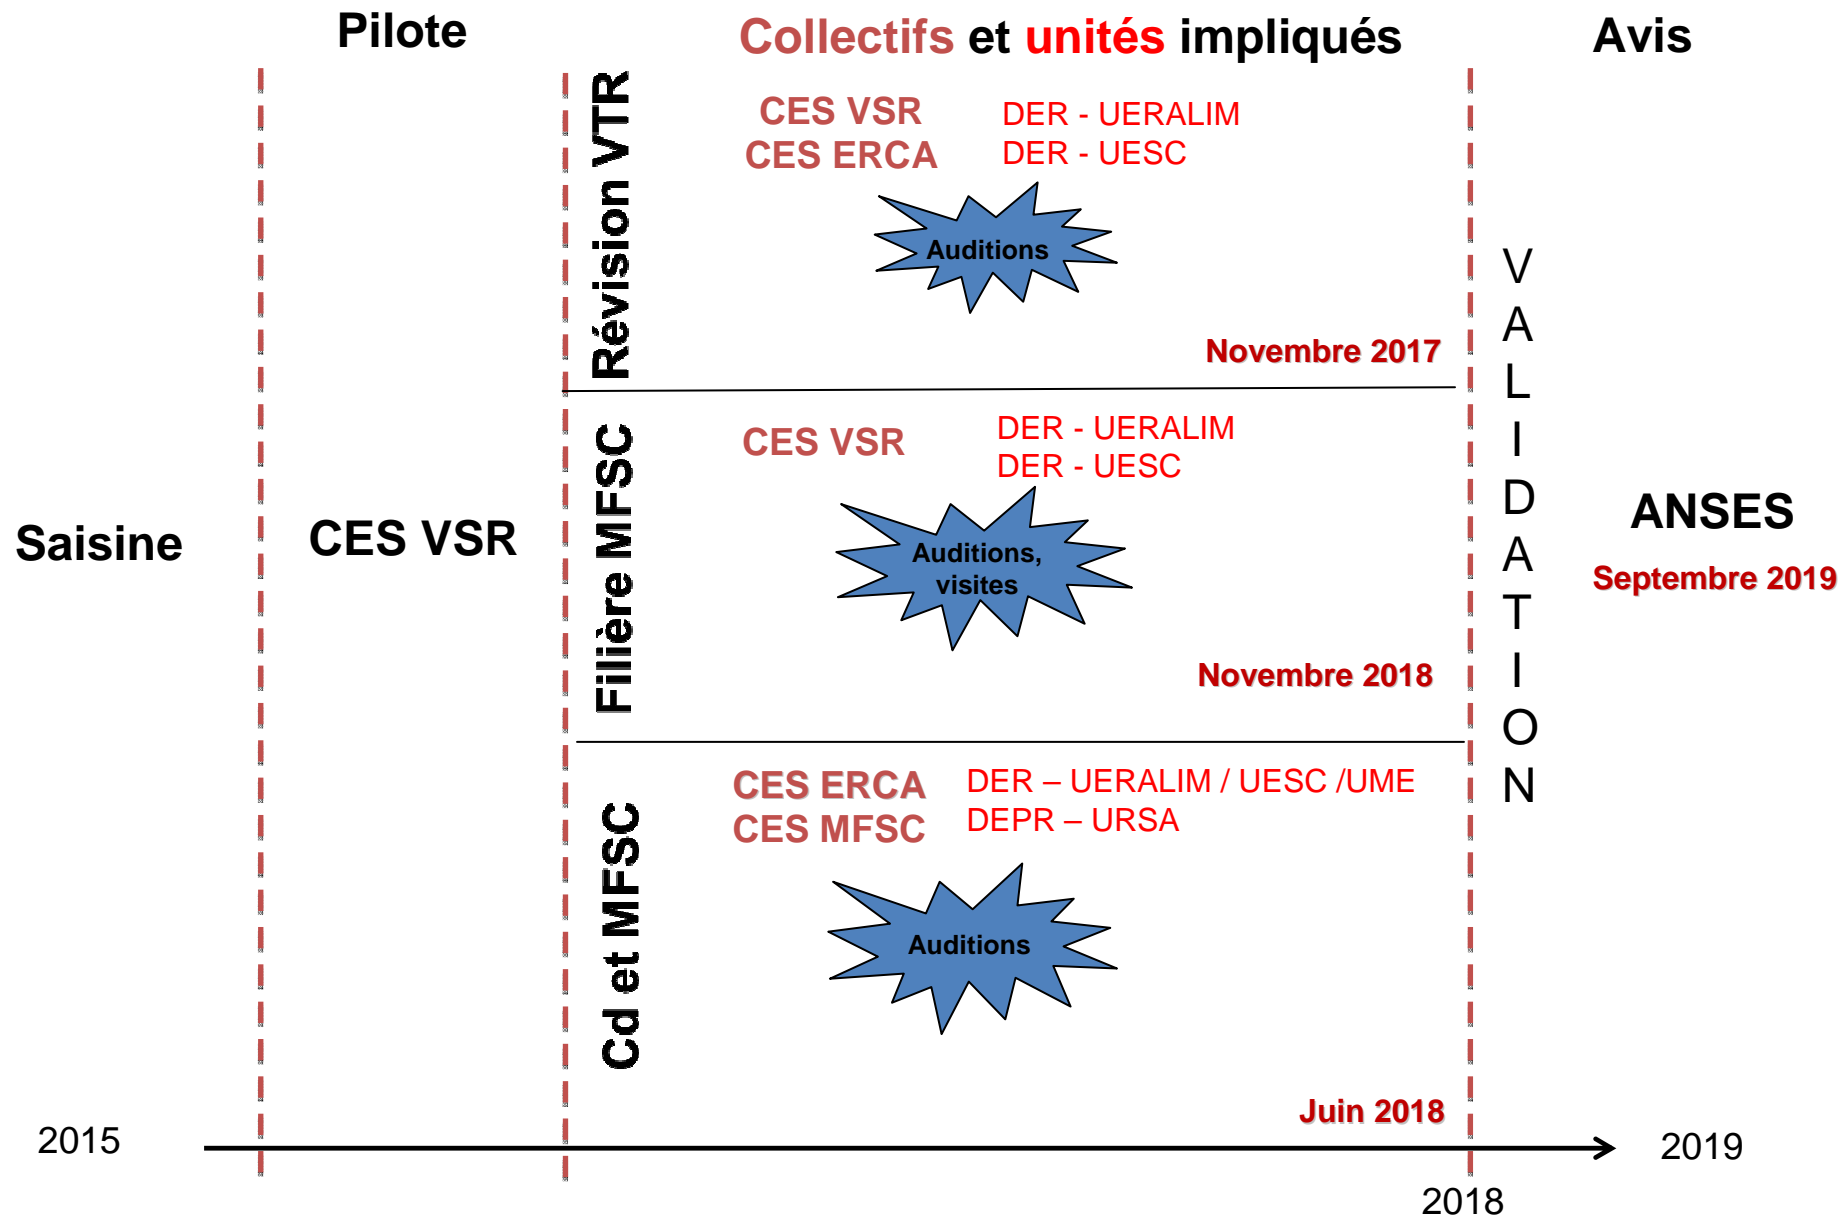 Pilote
Collectifs et unités impliqués
Avis
Saisine
CES VSR
Révision VTR
CES VSR
CES ERCA
DER - UERALIM
DER - UESC
Auditions
Novembre 2017
Filière MFSC
CES VSR
DER - UERALIM
DER - UESC
Auditions,
visites
Novembre 2018
Cd et MFSC
CES ERCA
CES MFSC
DER – UERALIM / UESC /UME
DEPR – URSA
Auditions
Juin 2018
VALIDATION
ANSES
Septembre 2019
2015
2018
2019